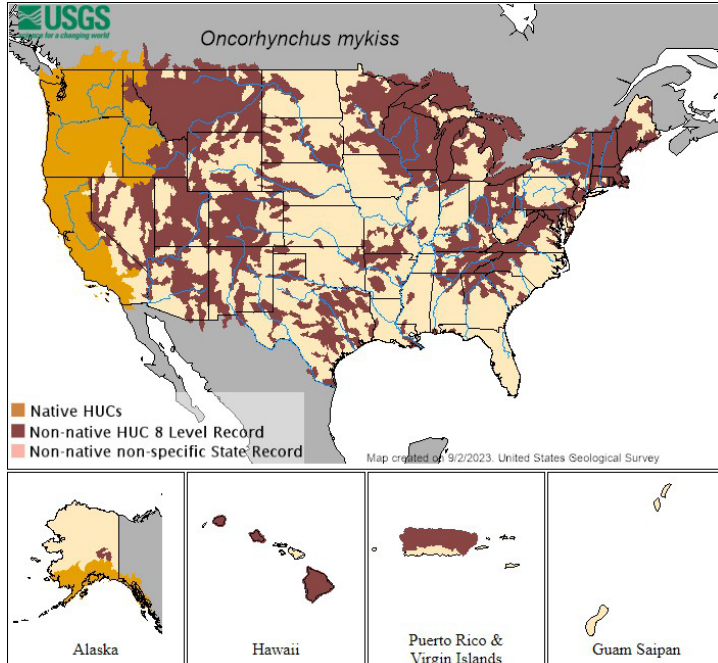 USGS
science for a changing world
Oncorhynchus mykiss
Native HUCs
Non-native HUC 8 Level Record
Non-native non-specific State Record
Map created on 9/2/2023. United States Geological Survey
Alaska
Hawaii
Puerto Rico &
Virgin Islands
Guam Saipan